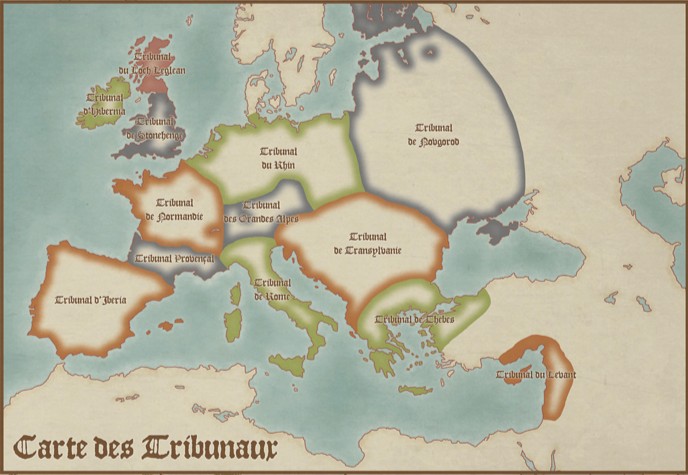 Tribunal
du Loch Leglean
Tribunal
d'Hibernia
Tribunal
de Stonehenge
Tribunal
du Rhin
Tribunal
de Novgorod
Tribunal
de Normandie
Tribunal
des Grandes Alpes
Tribunal
de Transylvanie
Tribunal Provençal
Tribunal d'Iberia
Tribunal
de Rome
Tribunal de Thèbes
Tribunal du Levant
Carte des Tribunaux